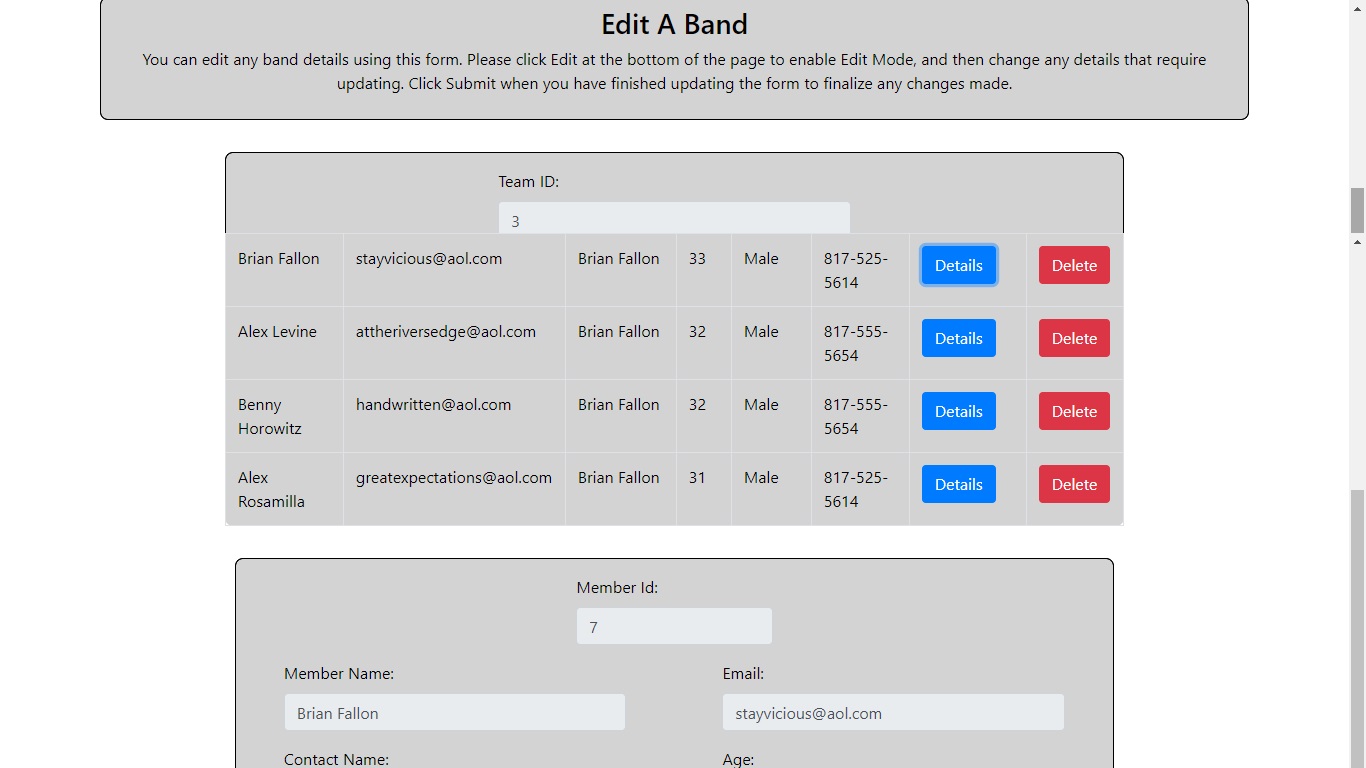 Edit A Band
You can edit any band details using this form. Please click Edit at the bottom of the page to enable Edit Mode, and then change any details that require
updating. Click Submit when you have finished updating the form to finalize any changes made.
Team ID:
3
Brian Fallon stayvicious@aol.com Brian Fallon 33 Male 817-525-
5614 Details Delete
Alex Levine attheriversedge@aol.com Brian Fallon 32 Male 817-555-
5654 Details Delete
Benny
Horowitz handwritten@aol.com Brian Fallon 32 Male 817-555-
5654 Details Delete
Alex
Rosamilla greatexpectations@aol.com Brian Fallon 31 Male 817-525-
5614 Details Delete
Member Id:
7
Member Name: Email:
Brian Fallon stayvicious@aol.com
Contact Name: Age: